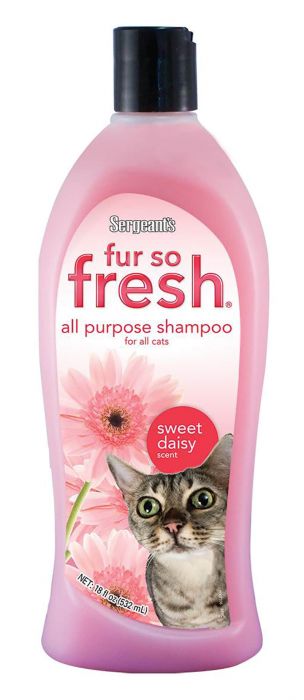 Sergeant's
fur so
fresh®
all purpose shampoo
for all cats
sweet
daisy
scent
NET: 18 fl oz (532 mL)